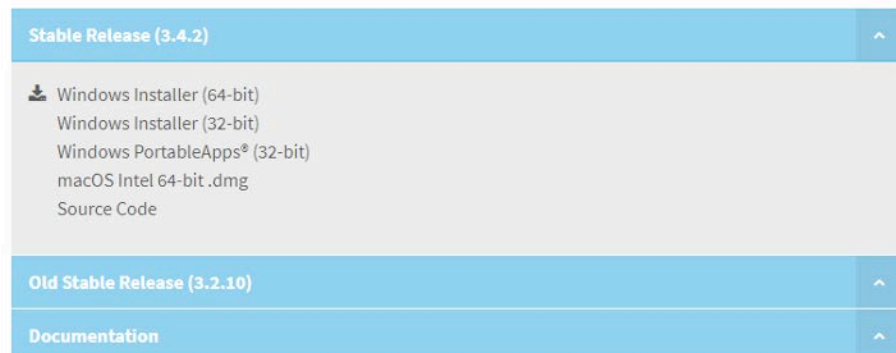 Stable Release (3.4.2)
Windows Installer (64-bit)
Windows Installer (32-bit)
Windows PortableApps® (32-bit)
macOS Intel 64-bit .dmg
Source Code
Old Stable Release (3.2.10)
Documentation